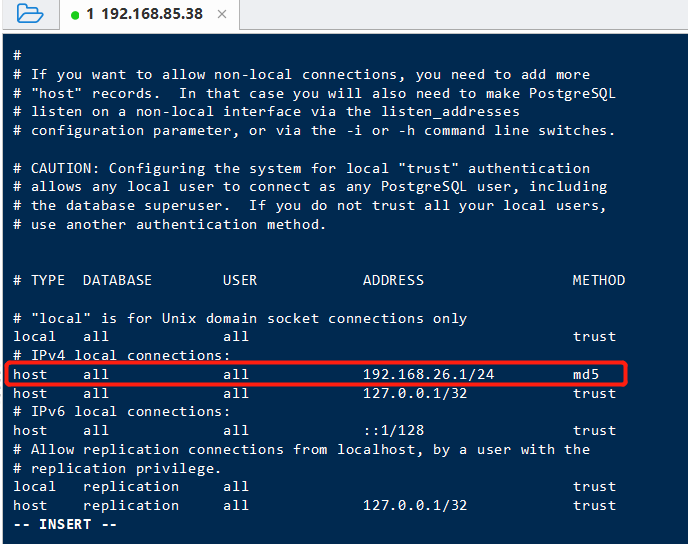 1 192.168.85.38 ×
#
# If you want to allow non-local connections, you need to add more
# "host" records.  In that case you will also need to make PostgreSQL
# listen on a non-local interface via the listen_addresses
# configuration parameter, or via the -i or -h command line switches.
# CAUTION: Configuring the system for local "trust" authentication
# allows any local user to connect as any PostgreSQL user, including
# the database superuser.  If you do not trust all your local users,
# use another authentication method.
# TYPE  DATABASE        USER            ADDRESS                 METHOD
# "local" is for Unix domain socket connections only
local   all             all                                     trust
# IPv4 local connections:
host    all             all             192.168.26.1/24         md5
host    all             all             127.0.0.1/32            trust
# IPv6 local connections:
host    all             all             ::1/128                 trust
# Allow replication connections from localhost, by a user with the
# replication privilege.
local   replication     all                                     trust
host    replication     all             127.0.0.1/32            trust
-- INSERT --